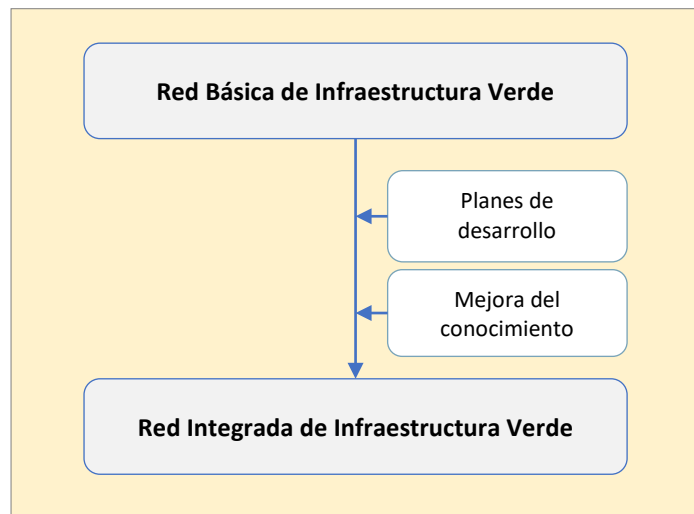 Red Básica de Infraestructura Verde
Planes de
desarrollo
Mejora del
conocimiento
Red Integrada de Infraestructura Verde